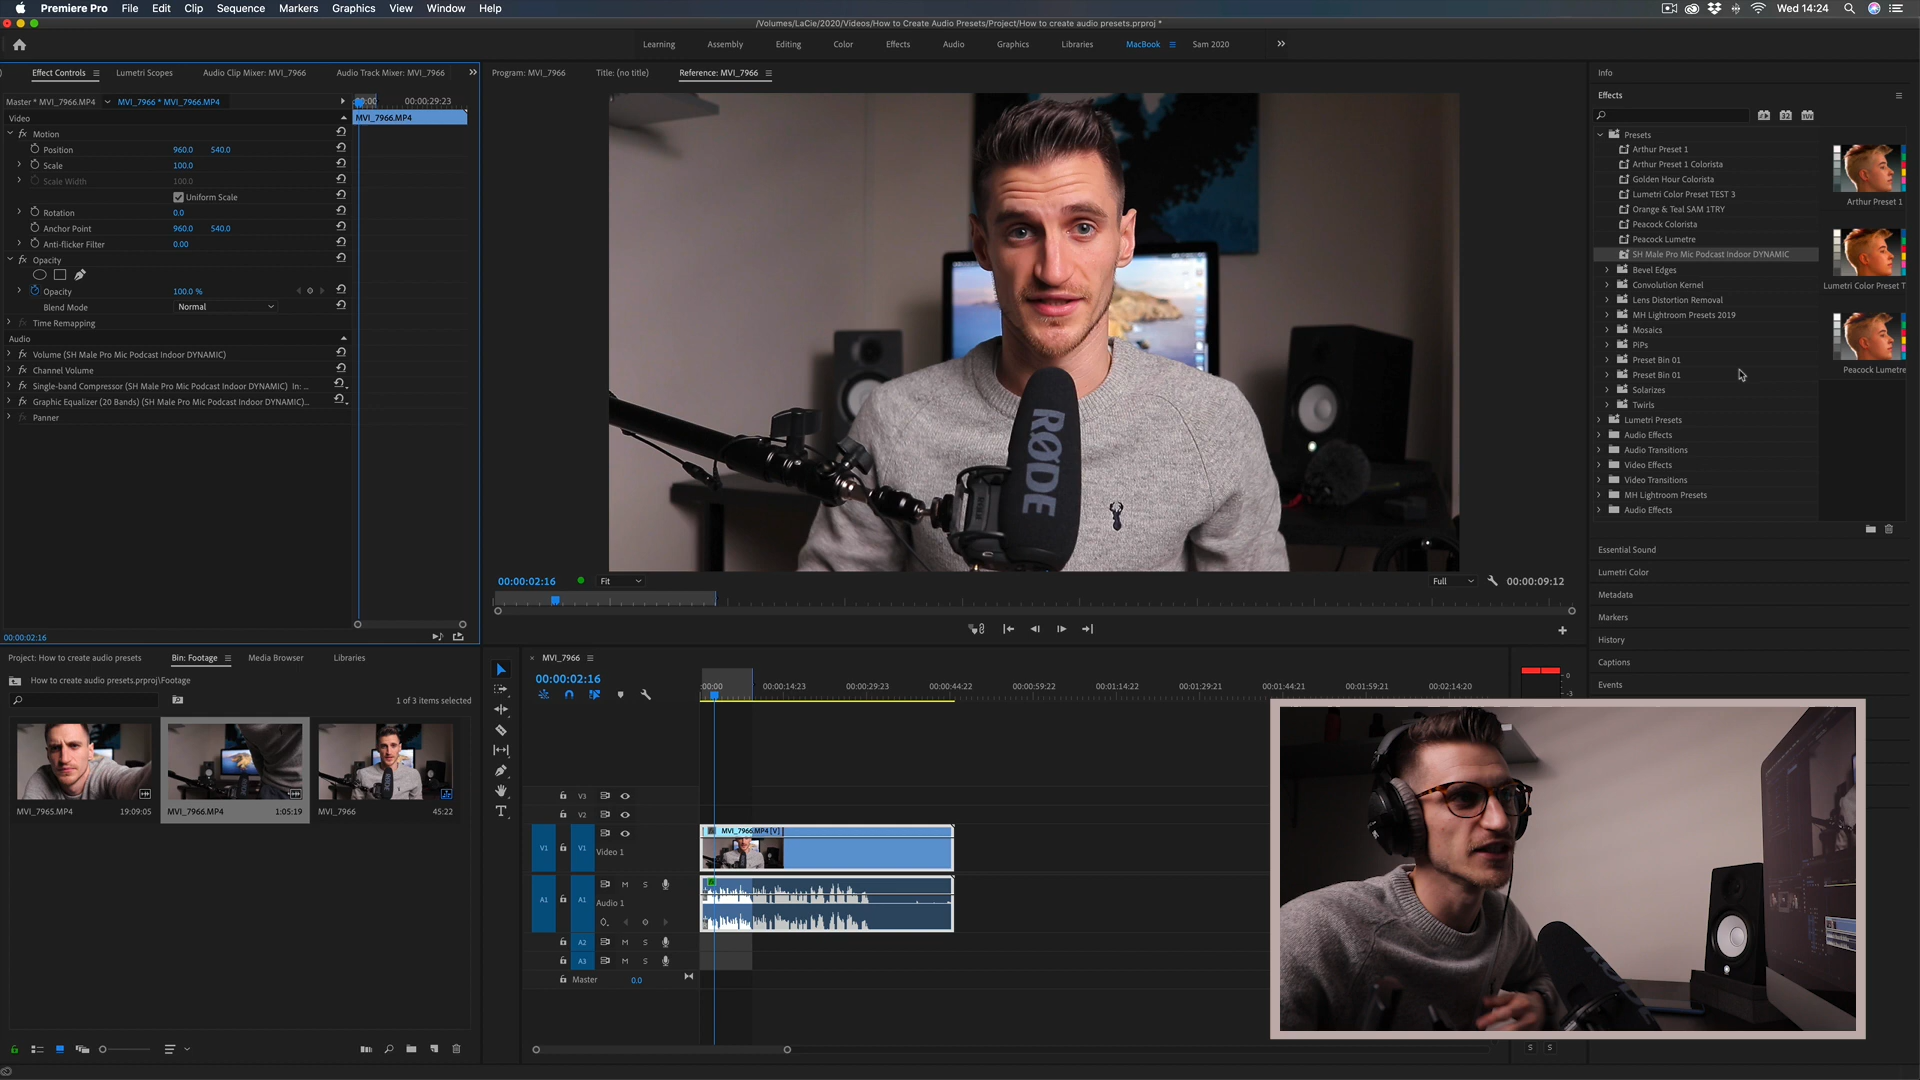 Premiere Pro File Edit Clip Sequence Markers Graphics View Window Help Wed 14:24
/Volumes/LaCie/2020/Videos/How to Create Audio Presets/Project/How to create audio presets.prproj *
Learning Assembly Editing Color Effects Audio Graphics Libraries MacBook Sam 2020
Effect Controls Lumetri Scopes Audio Clip Mixer: MVI_7966 Audio Track Mixer: MVI_7966
Master * MVI_7966.MP4 MVI_7966 * MVI_7966.MP4 00:00:29:23
Video MVI_7966.MP4
fx Motion
Position 960.0 540.0
Scale 100.0
Scale Width 100.0
Uniform Scale
Rotation 0.0
Anchor Point 960.0 540.0
Anti-flicker Filter 0.00
fx Opacity
Opacity 100.0 %
Blend Mode Normal
fx Time Remapping
Audio
fx Volume (SH Male Pro Mic Podcast Indoor DYNAMIC)
fx Channel Volume
fx Single-band Compressor (SH Male Pro Mic Podcast Indoor DYNAMIC) In: ...
fx Graphic Equalizer (20 Bands) (SH Male Pro Mic Podcast Indoor DYNAMIC)...
fx Panner
00:00:02:16
Program: MVI_7966 Title: (no title) Reference: MVI_7966
RØDE
00:00:02:16 Fit Full 00:00:09:12
Info
Effects
32
Presets
Arthur Preset 1
Arthur Preset 1 Colorista
Golden Hour Colorista
Lumetri Color Preset TEST 3
Orange & Teal SAM 1TRY
Peacock Colorista
Peacock Lumetre
SH Male Pro Mic Podcast Indoor DYNAMIC
Bevel Edges
Convolution Kernel
Lens Distortion Removal
MH Lightroom Presets 2019
Mosaics
PiPs
Preset Bin 01
Preset Bin 01
Solarizes
Twirls
Lumetri Presets
Audio Effects
Audio Transitions
Video Effects
Video Transitions
MH Lightroom Presets
Audio Effects
Arthur Preset 1
Lumetri Color Preset T
Peacock Lumetre
Essential Sound
Lumetri Color
Metadata
Markers
History
Captions
Events
Project: How to create audio presets Bin: Footage Media Browser Libraries
How to create audio presets.prproj\Footage
1 of 3 items selected
MVI_7965.MP4 19:09:05 MVI_7966.MP4 1:05:19 MVI_7966 45:22
× MVI_7966
00:00:02:16
:00:00 00:00:14:23 00:00:29:23 00:00:44:22 00:00:59:22 00:01:14:22 00:01:29:21 00:01:44:21 00:01:59:21 00:02:14:20
V3
V2
V1 V1 Video 1
MVI_7966.MP4 [V]
A1 A1 M S Audio 1
A2 M S
A3 M S
Master 0.0
0
-3
S S